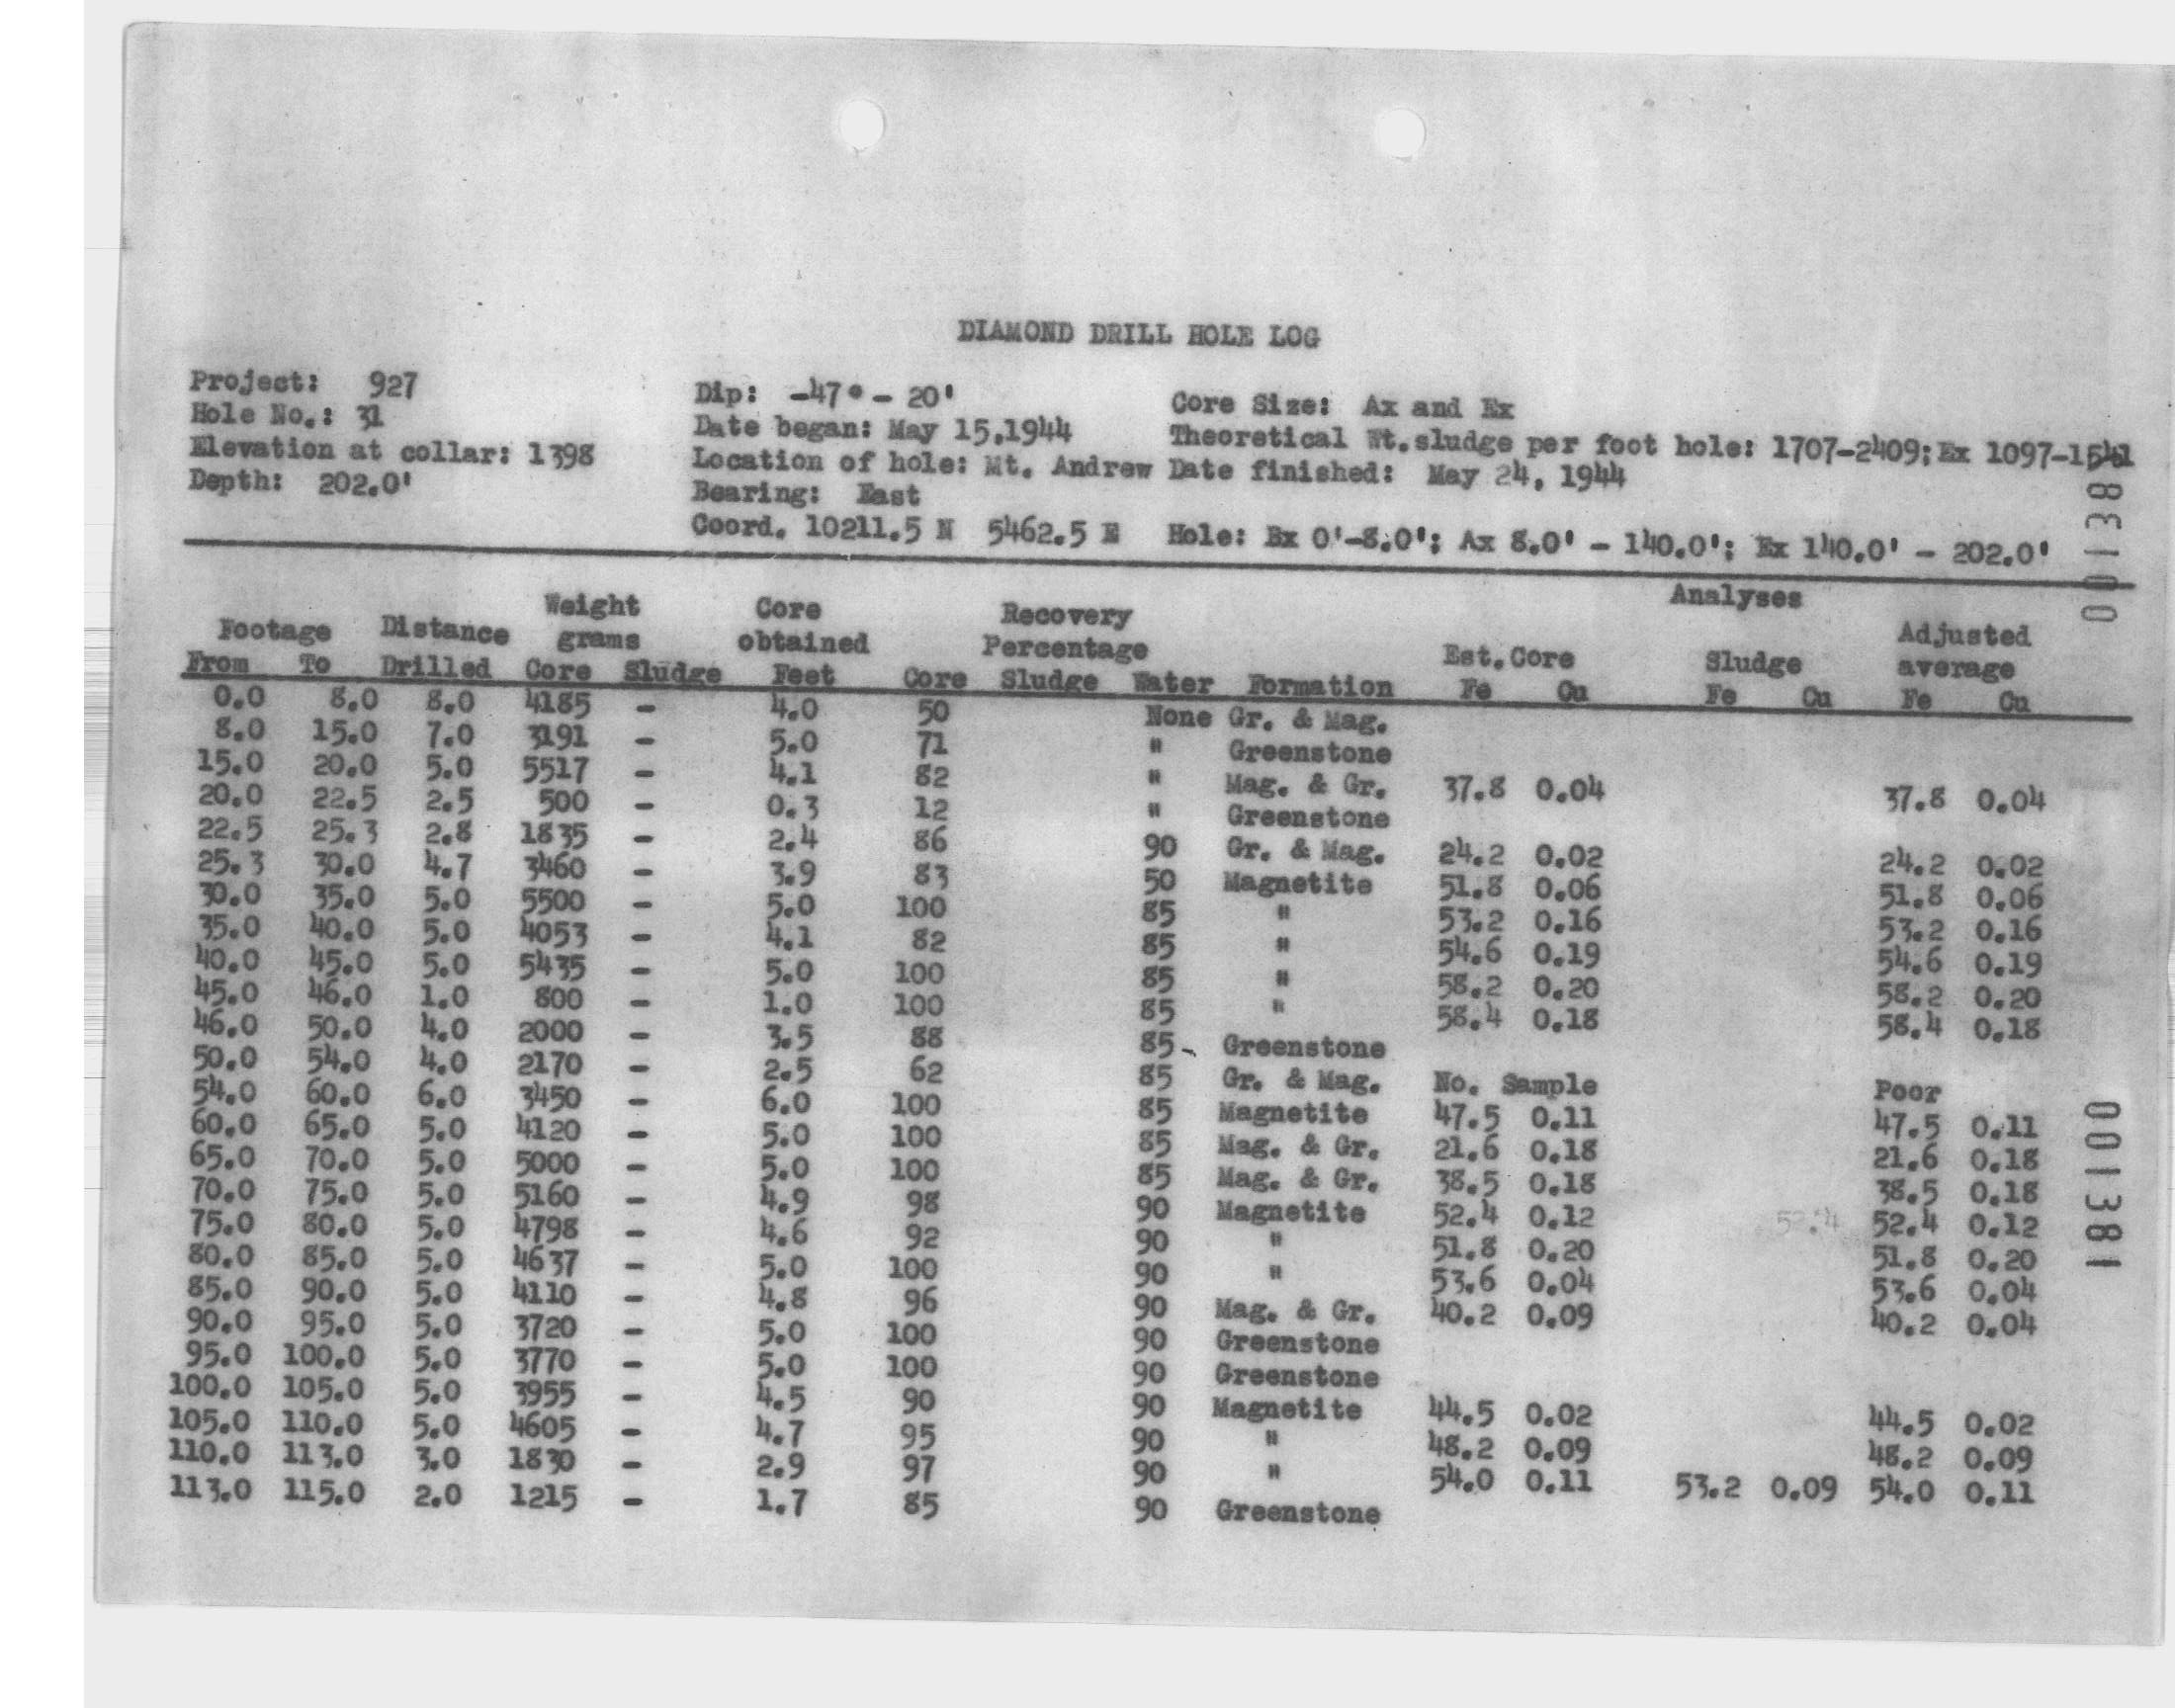 DIAMOND DRILL HOLE LOG
Project: 927 Dip: -47° - 20' Core Size: Ax and Ex
Hole No.: 31 Date began: May 15,1944 Theoretical Wt.sludge per foot hole: 1707-2409; Ex 1097-1541
Elevation at collar: 1398 Location of hole: Mt. Andrew Date finished: May 24, 1944
Depth: 202.0' Bearing: East
Coord. 10211.5 N 5462.5 E Hole: Bx 0'-8.0'; Ax 8.0' - 140.0'; Ex 140.0' - 202.0'
Weight Core Recovery Analyses
Footage Distance grams obtained Percentage Est.Core Sludge Adjusted average
From To Drilled Core Sludge Feet Core Sludge Water Formation Fe Cu Fe Cu Fe Cu
0.0 8.0 8.0 4185 - 4.0 50 None Gr. & Mag.
8.0 15.0 7.0 3191 - 5.0 71 " Greenstone
15.0 20.0 5.0 5517 - 4.1 82 " Mag. & Gr. 37.8 0.04 37.8 0.04
20.0 22.5 2.5 500 - 0.3 12 " Greenstone
22.5 25.3 2.8 1835 - 2.4 86 90 Gr. & Mag. 24.2 0.02 24.2 0.02
25.3 30.0 4.7 3460 - 3.9 83 50 Magnetite 51.8 0.06 51.8 0.06
30.0 35.0 5.0 5500 - 5.0 100 85 " 53.2 0.16 53.2 0.16
35.0 40.0 5.0 4053 - 4.1 82 85 " 54.6 0.19 54.6 0.19
40.0 45.0 5.0 5435 - 5.0 100 85 " 58.2 0.20 58.2 0.20
45.0 46.0 1.0 800 - 1.0 100 85 " 58.4 0.18 58.4 0.18
46.0 50.0 4.0 2000 - 3.5 88 85 Greenstone
50.0 54.0 4.0 2170 - 2.5 62 85 Gr. & Mag. No. Sample Poor
54.0 60.0 6.0 3450 - 6.0 100 85 Magnetite 47.5 0.11 47.5 0.11
60.0 65.0 5.0 4120 - 5.0 100 85 Mag. & Gr. 21.6 0.18 21.6 0.18
65.0 70.0 5.0 5000 - 5.0 100 85 Mag. & Gr. 38.5 0.18 38.5 0.18
70.0 75.0 5.0 5160 - 4.9 98 90 Magnetite 52.4 0.12 52.4 52.4 0.12
75.0 80.0 5.0 4798 - 4.6 92 90 " 51.8 0.20 51.8 0.20
80.0 85.0 5.0 4637 - 5.0 100 90 " 53.6 0.04 53.6 0.04
85.0 90.0 5.0 4110 - 4.8 96 90 Mag. & Gr. 40.2 0.09 40.2 0.04
90.0 95.0 5.0 3720 - 5.0 100 90 Greenstone
95.0 100.0 5.0 3770 - 5.0 100 90 Greenstone
100.0 105.0 5.0 3955 - 4.5 90 90 Magnetite 44.5 0.02 44.5 0.02
105.0 110.0 5.0 4605 - 4.7 95 90 " 48.2 0.09 48.2 0.09
110.0 113.0 3.0 1830 - 2.9 97 90 " 54.0 0.11 53.2 0.09 54.0 0.11
113.0 115.0 2.0 1215 - 1.7 85 90 Greenstone
001381
001381